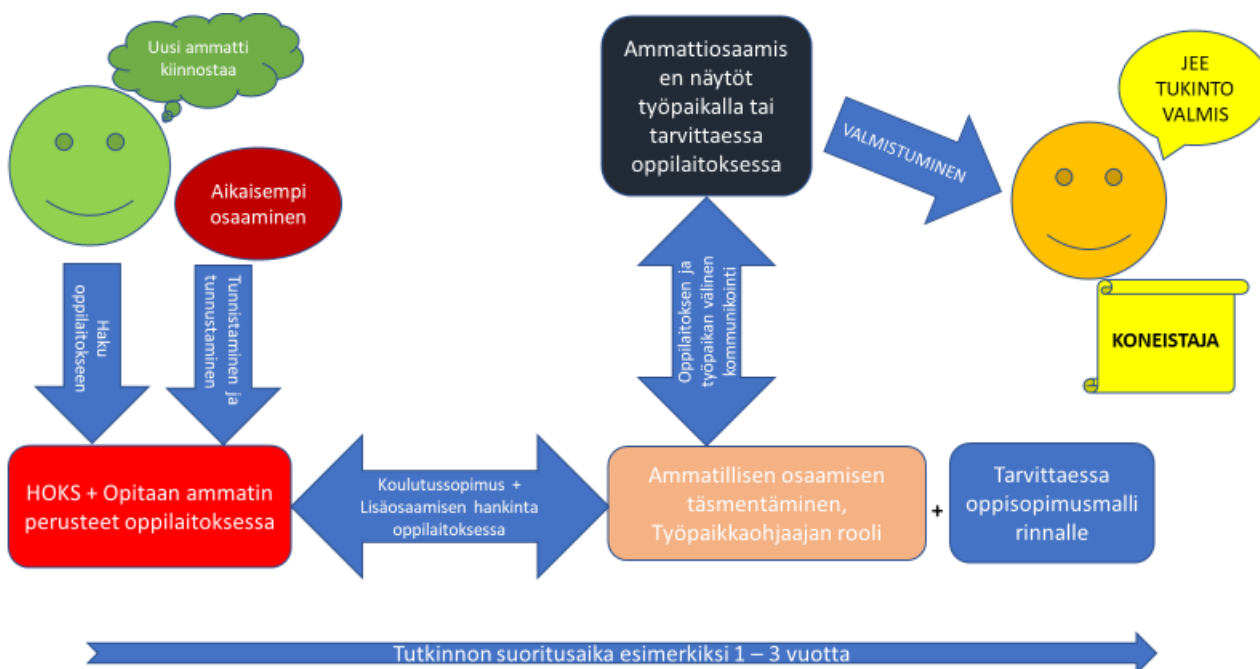 Uusi ammatti
kiinnostaa
Aikaisempi
osaaminen
Haku
oppilaitokseen
Tunnistaminen ja
tunnustaminen
HOKS + Opitaan ammatin
perusteet oppilaitoksessa
Koulutussopimus +
Lisäosaamisen hankinta
oppilaitoksessa
Ammattiosaamis
en näytöt
työpaikalla tai
tarvittaessa
oppilaitoksessa
Oppilaitoksen ja
työpaikan välinen
kommunikointi
Ammatillisen osaamisen
täsmentäminen,
Työpaikkaohjaajan rooli
+
Tarvittaessa
oppisopimusmalli
rinnalle
VALMISTUMINEN
JEE
TUKINTO
VALMIS
KONEISTAJA
Tutkinnon suoritusaika esimerkiksi 1 – 3 vuotta